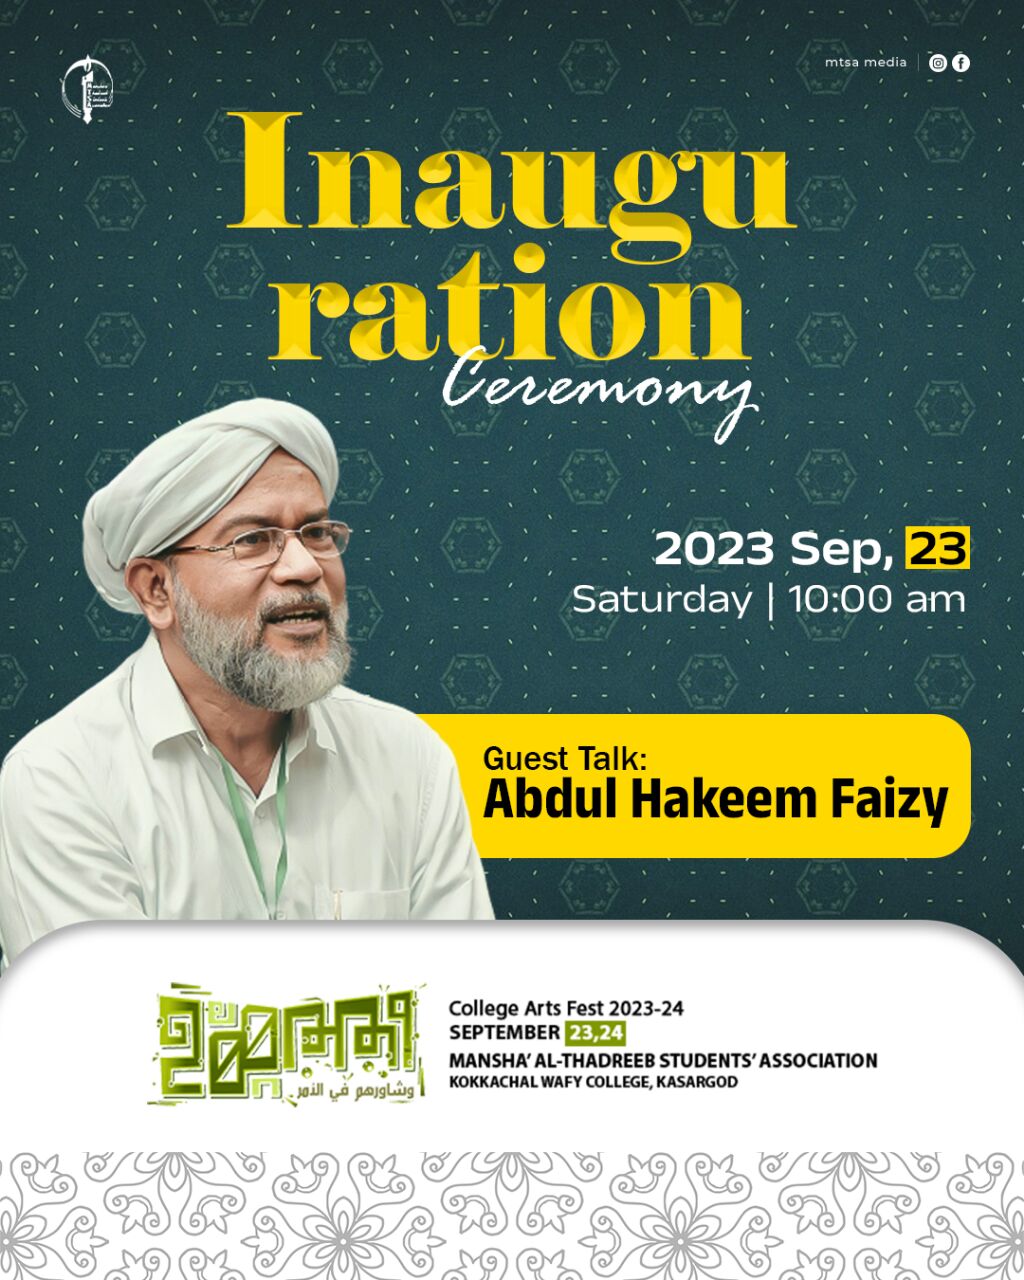 mtsa media
Inaugu
ration
Ceremony
2023 Sep, 23
Saturday | 10:00 am
Guest Talk:
Abdul Hakeem Faizy
وشاورهم في الأمر
College Arts Fest 2023-24
SEPTEMBER 23,24
MANSHA’ AL-THADREEB STUDENTS’ ASSOCIATION
KOKKACHAL WAFY COLLEGE, KASARGOD